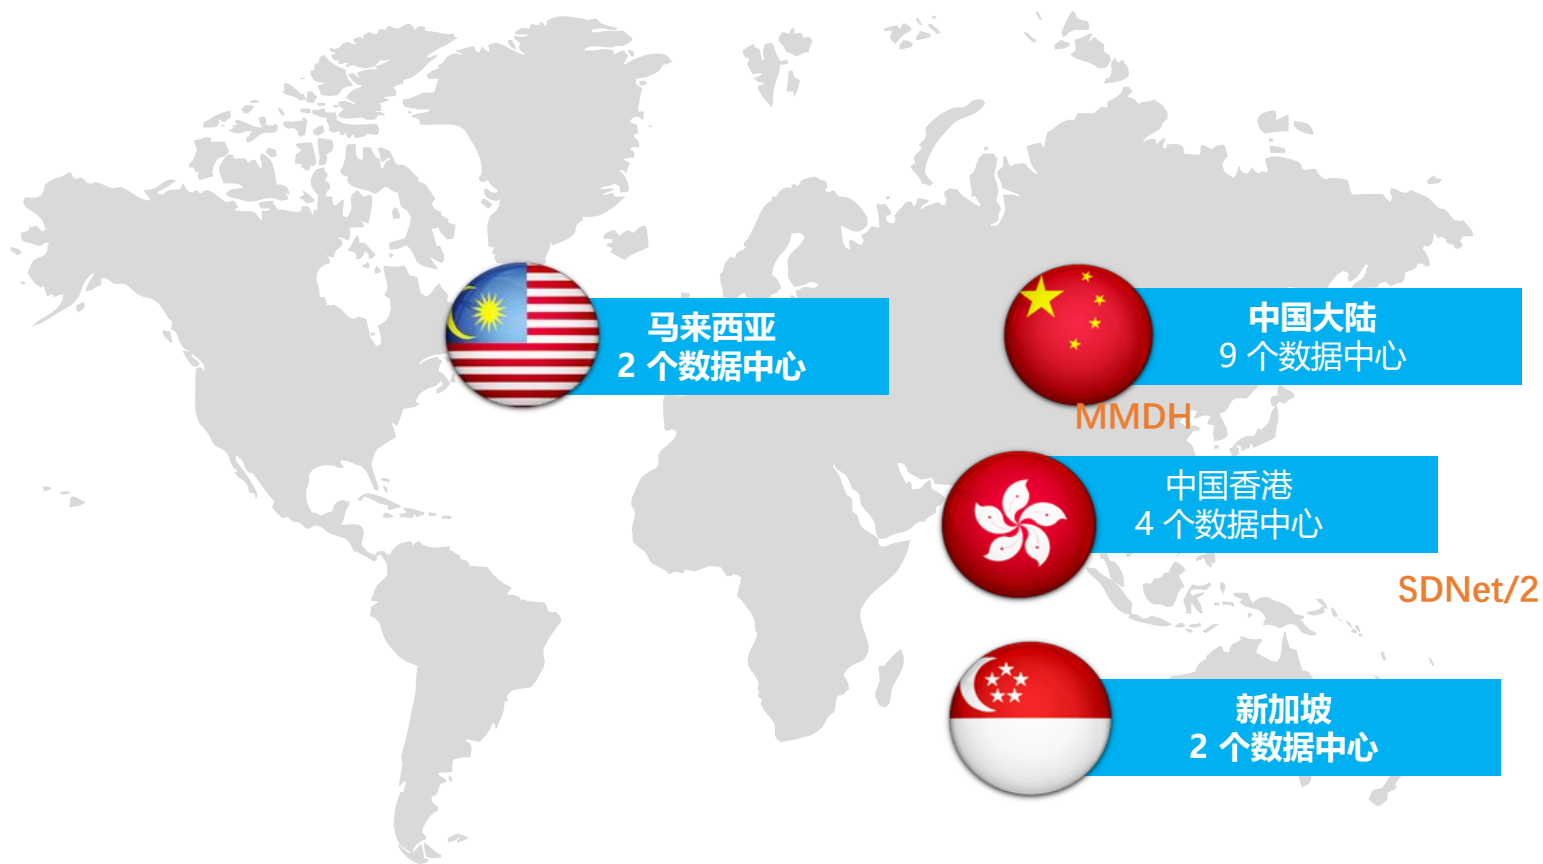 马来西亚
2 个数据中心
中国大陆
9 个数据中心
MMDH
中国香港
4 个数据中心
SDNet/2
新加坡
2 个数据中心